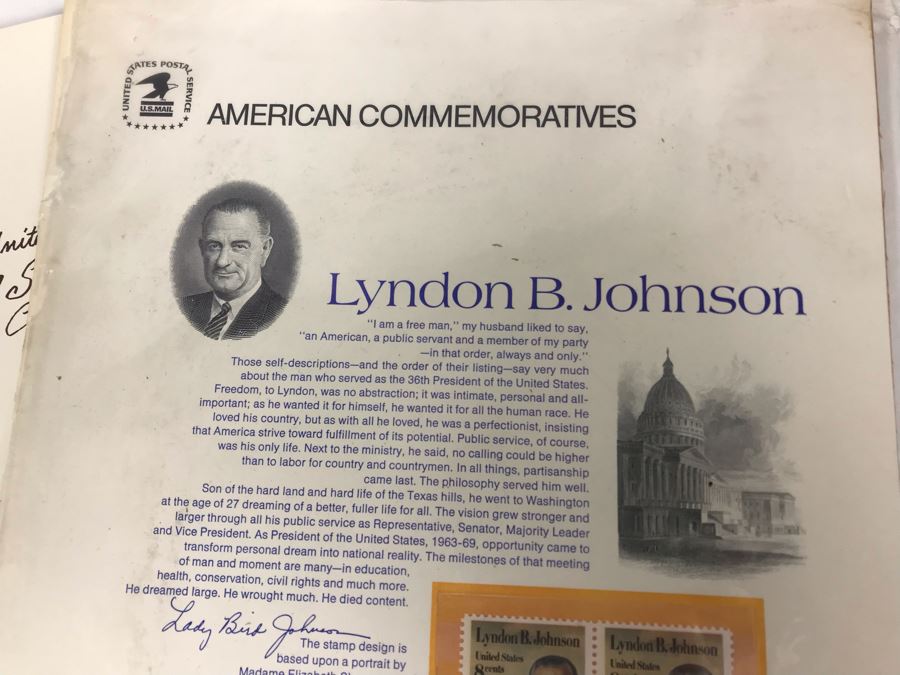 UNITED STATES POSTAL SERVICE
U.S.MAIL
AMERICAN COMMEMORATIVES
Lyndon B. Johnson
"I am a free man," my husband liked to say,
"an American, a public servant and a member of my party
—in that order, always and only."
Those self-descriptions—and the order of their listing—say very much
about the man who served as the 36th President of the United States.
Freedom, to Lyndon, was no abstraction; it was intimate, personal and all-
important; as he wanted it for himself, he wanted it for all the human race. He
loved his country, but as with all he loved, he was a perfectionist, insisting
that America strive toward fulfillment of its potential. Public service, of course,
was his only life. Next to the ministry, he said, no calling could be higher
than to labor for country and countrymen. In all things, partisanship
came last. The philosophy served him well.
Son of the hard land and hard life of the Texas hills, he went to Washington
at the age of 27 dreaming of a better, fuller life for all. The vision grew stronger and
larger through all his public service as Representative, Senator, Majority Leader
and Vice President. As President of the United States, 1963-69, opportunity came to
transform personal dream into national reality. The milestones of that meeting
of man and moment are many—in education,
health, conservation, civil rights and much more.
He dreamed large. He wrought much. He died content.
Lady Bird Johnson
The stamp design is
based upon a portrait by
Madame Elizabeth
Lyndon B. Johnson
United States
8 cents
Lyndon B. Johnson
United States